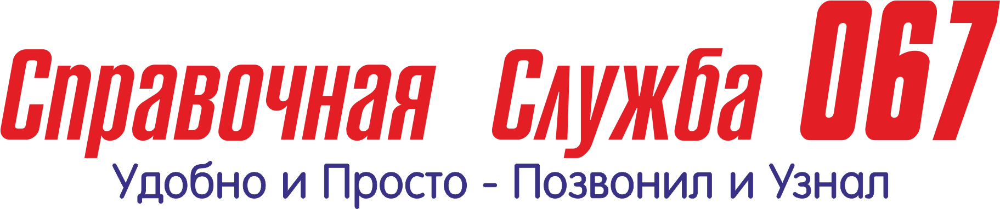 Справочная Служба 067
Удобно и Просто - Позвонил и Узнал